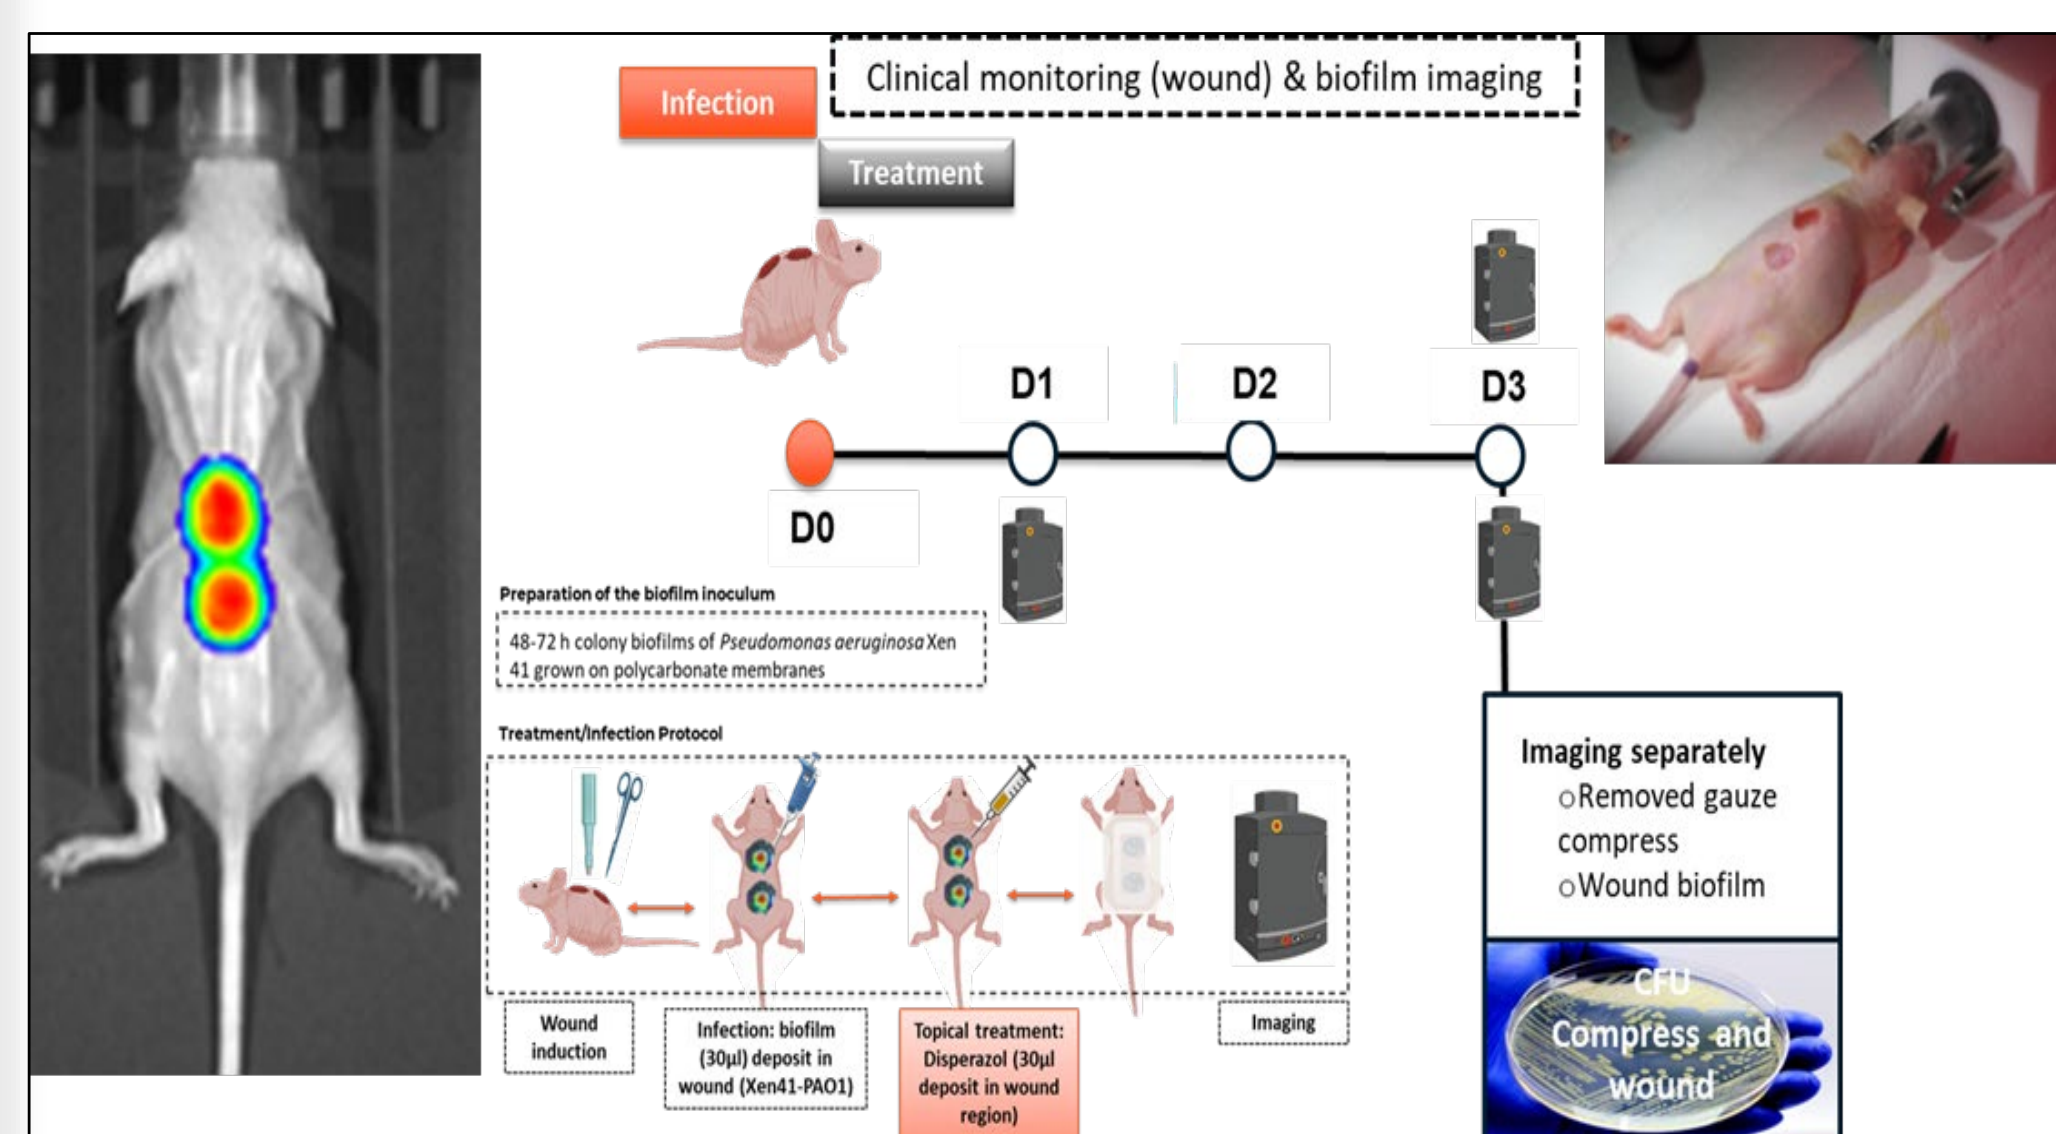 Infection
Clinical monitoring (wound) & biofilm imaging
Treatment
D1
D2
D3
D0
Preparation of the biofilm inoculum
48-72 h colony biofilms of Pseudomonas aeruginosa Xen
41 grown on polycarbonate membranes
Treatment/Infection Protocol
Wound
induction
Infection: biofilm
(30µl) deposit in
wound (Xen41-PAO1)
Topical treatment:
Disperazol (30µl
deposit in wound
region)
Imaging
Imaging separately
oRemoved gauze
compress
oWound biofilm
CFU
Compress and
wound